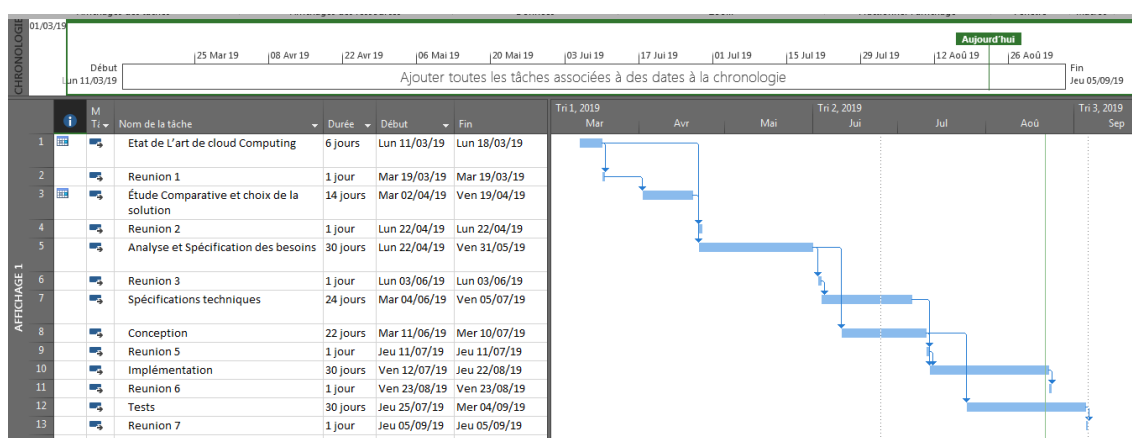 01/03/19
Aujourd'hui
25 Mar 19 08 Avr 19 22 Avr 19 06 Mai 19 20 Mai 19 03 Jui 19 17 Jui 19 01 Jul 19 15 Jul 19 29 Jul 19 12 Aoû 19 26 Aoû 19
Début
Lun 11/03/19
Ajouter toutes les tâches associées à des dates à la chronologie
Fin
Jeu 05/09/19
CHRONOLOGIE
Tri 1, 2019 Tri 2, 2019 Tri 3, 2019
M
Tâ Nom de la tâche Durée Début Fin Mar Avr Mai Jui Jul Aoû Sep
AFFICHAGE 1
1 Etat de L'art de cloud Computing 6 jours Lun 11/03/19 Lun 18/03/19
2 Reunion 1 1 jour Mar 19/03/19 Mar 19/03/19
3 Étude Comparative et choix de la solution 14 jours Mar 02/04/19 Ven 19/04/19
4 Reunion 2 1 jour Lun 22/04/19 Lun 22/04/19
5 Analyse et Spécification des besoins 30 jours Lun 22/04/19 Ven 31/05/19
6 Reunion 3 1 jour Lun 03/06/19 Lun 03/06/19
7 Spécifications techniques 24 jours Mar 04/06/19 Ven 05/07/19
8 Conception 22 jours Mar 11/06/19 Mer 10/07/19
9 Reunion 5 1 jour Jeu 11/07/19 Jeu 11/07/19
10 Implémentation 30 jours Ven 12/07/19 Jeu 22/08/19
11 Reunion 6 1 jour Ven 23/08/19 Ven 23/08/19
12 Tests 30 jours Jeu 25/07/19 Mer 04/09/19
13 Reunion 7 1 jour Jeu 05/09/19 Jeu 05/09/19